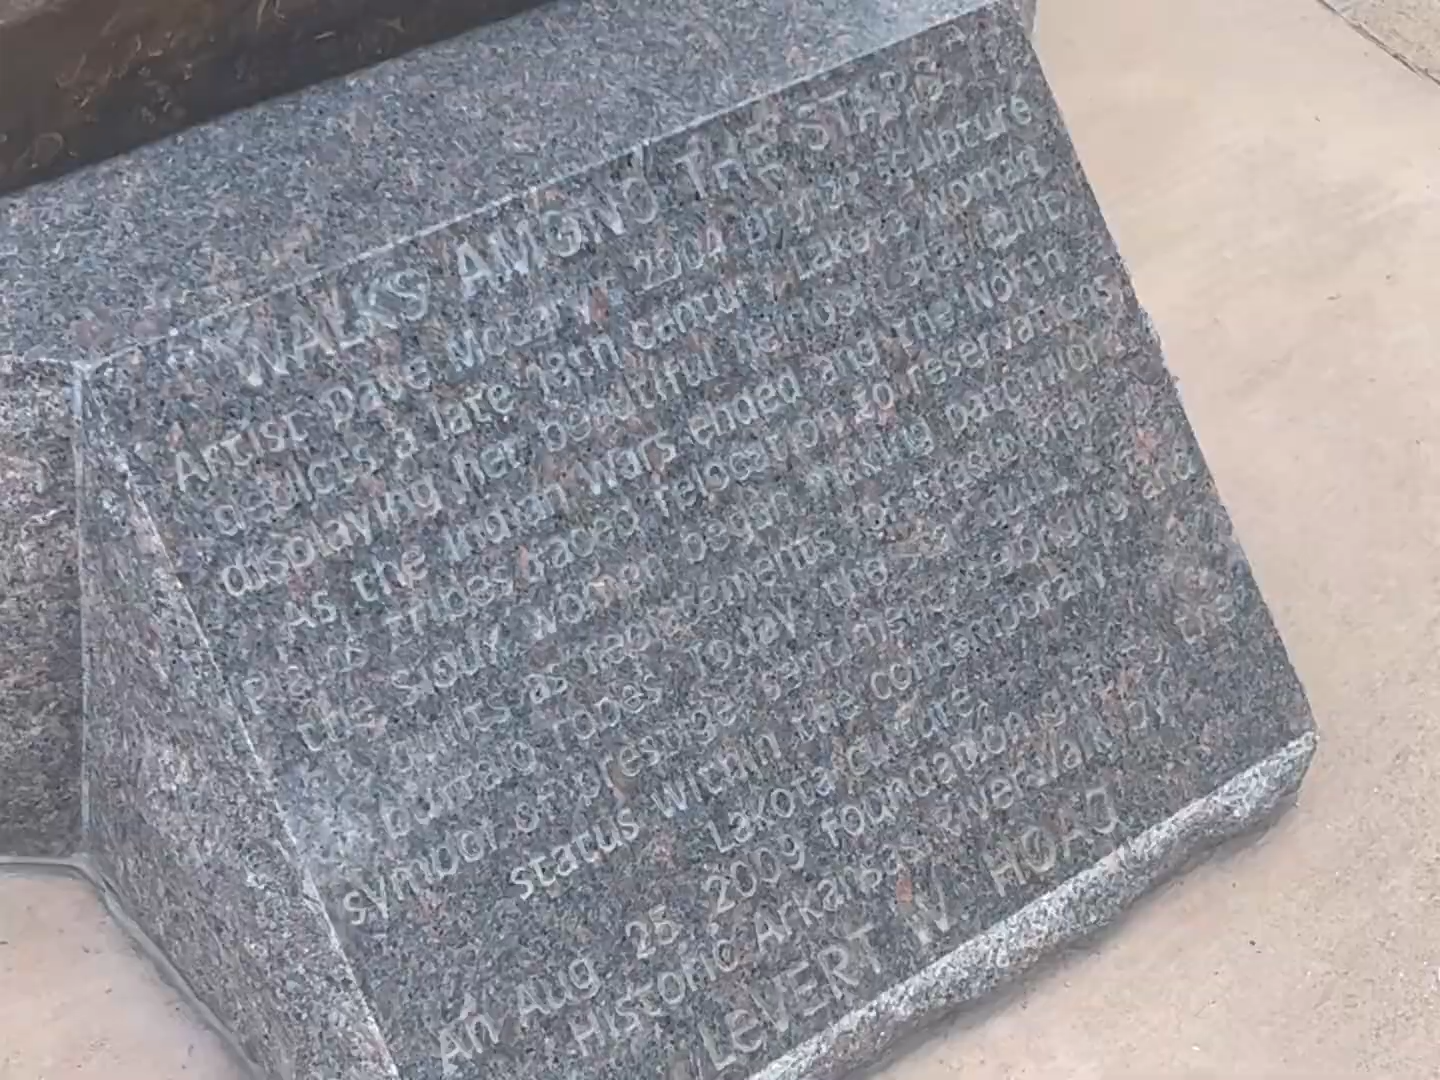 WALKS AMONG THE STARS
Artist Dave McGary 2004 bronze sculpture
depicts a late 19th century Lakota woman
displaying her beautiful heirloom star quilt.
As the Indian Wars ended and the North
Plains Tribes faced relocation to reservations,
the Sioux women began making patchwork
quilts as replacements for traditional
buffalo robes. Today, the star quilt is a
symbol of prestige, send belonging and
status within the contemporary
Lakota culture.
An Aug 25, 2009 Foundation gift to the
Historic Arkansas Riverwalk by
LeVERT W. HOAG